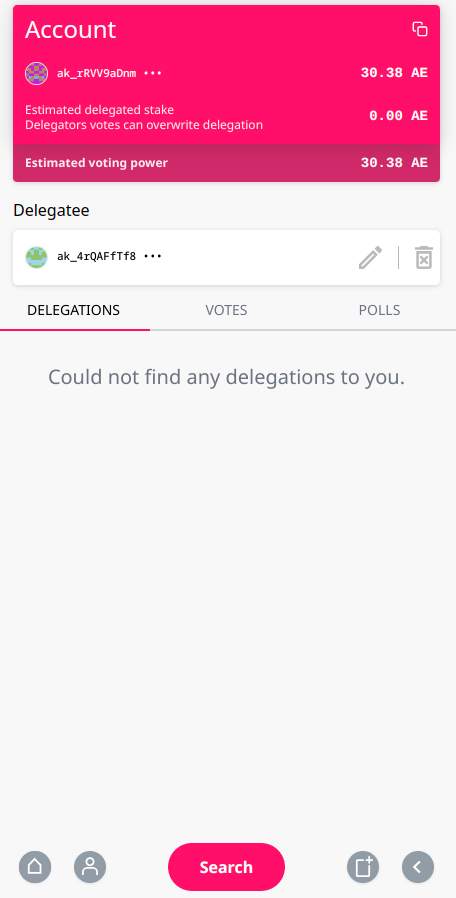 Account
ak_rRVV9aDnm ••• 30.38 AE
Estimated delegated stake
Delegators votes can overwrite delegation
0.00 AE
Estimated voting power 30.38 AE
Delegatee
ak_4rQAFfTf8 •••
DELEGATIONS VOTES POLLS
Could not find any delegations to you.
Search